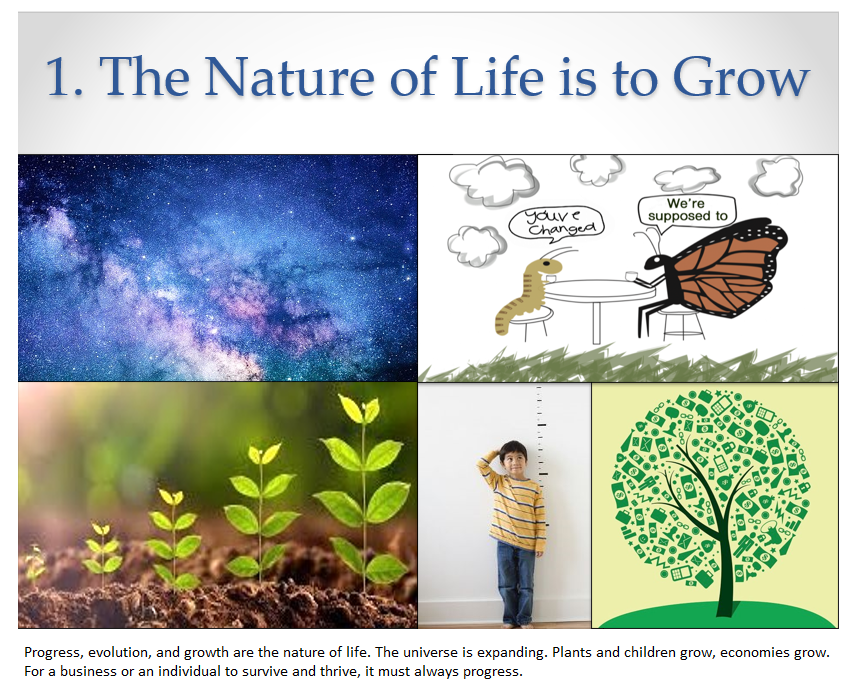 1. The Nature of Life is to Grow
You've
Changed
We're
supposed to
Progress, evolution, and growth are the nature of life. The universe is expanding. Plants and children grow, economies grow.
For a business or an individual to survive and thrive, it must always progress.